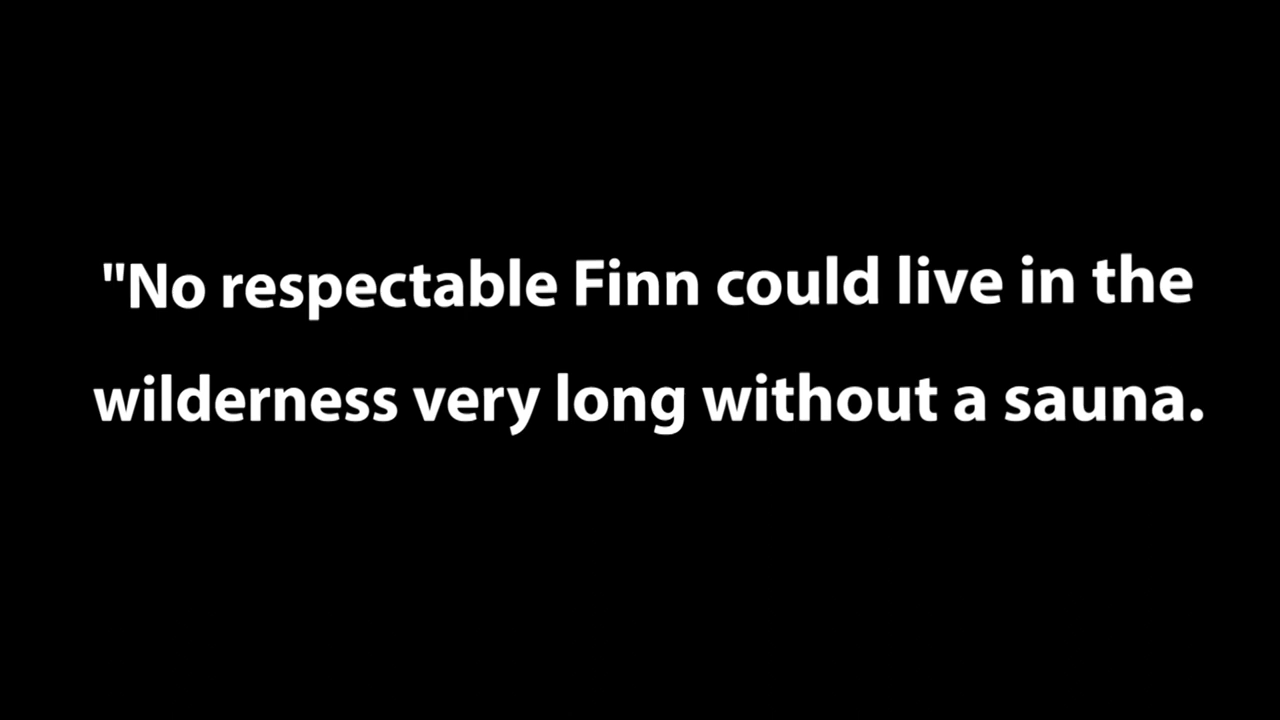 "No respectable Finn could live in the
wilderness very long without a sauna.